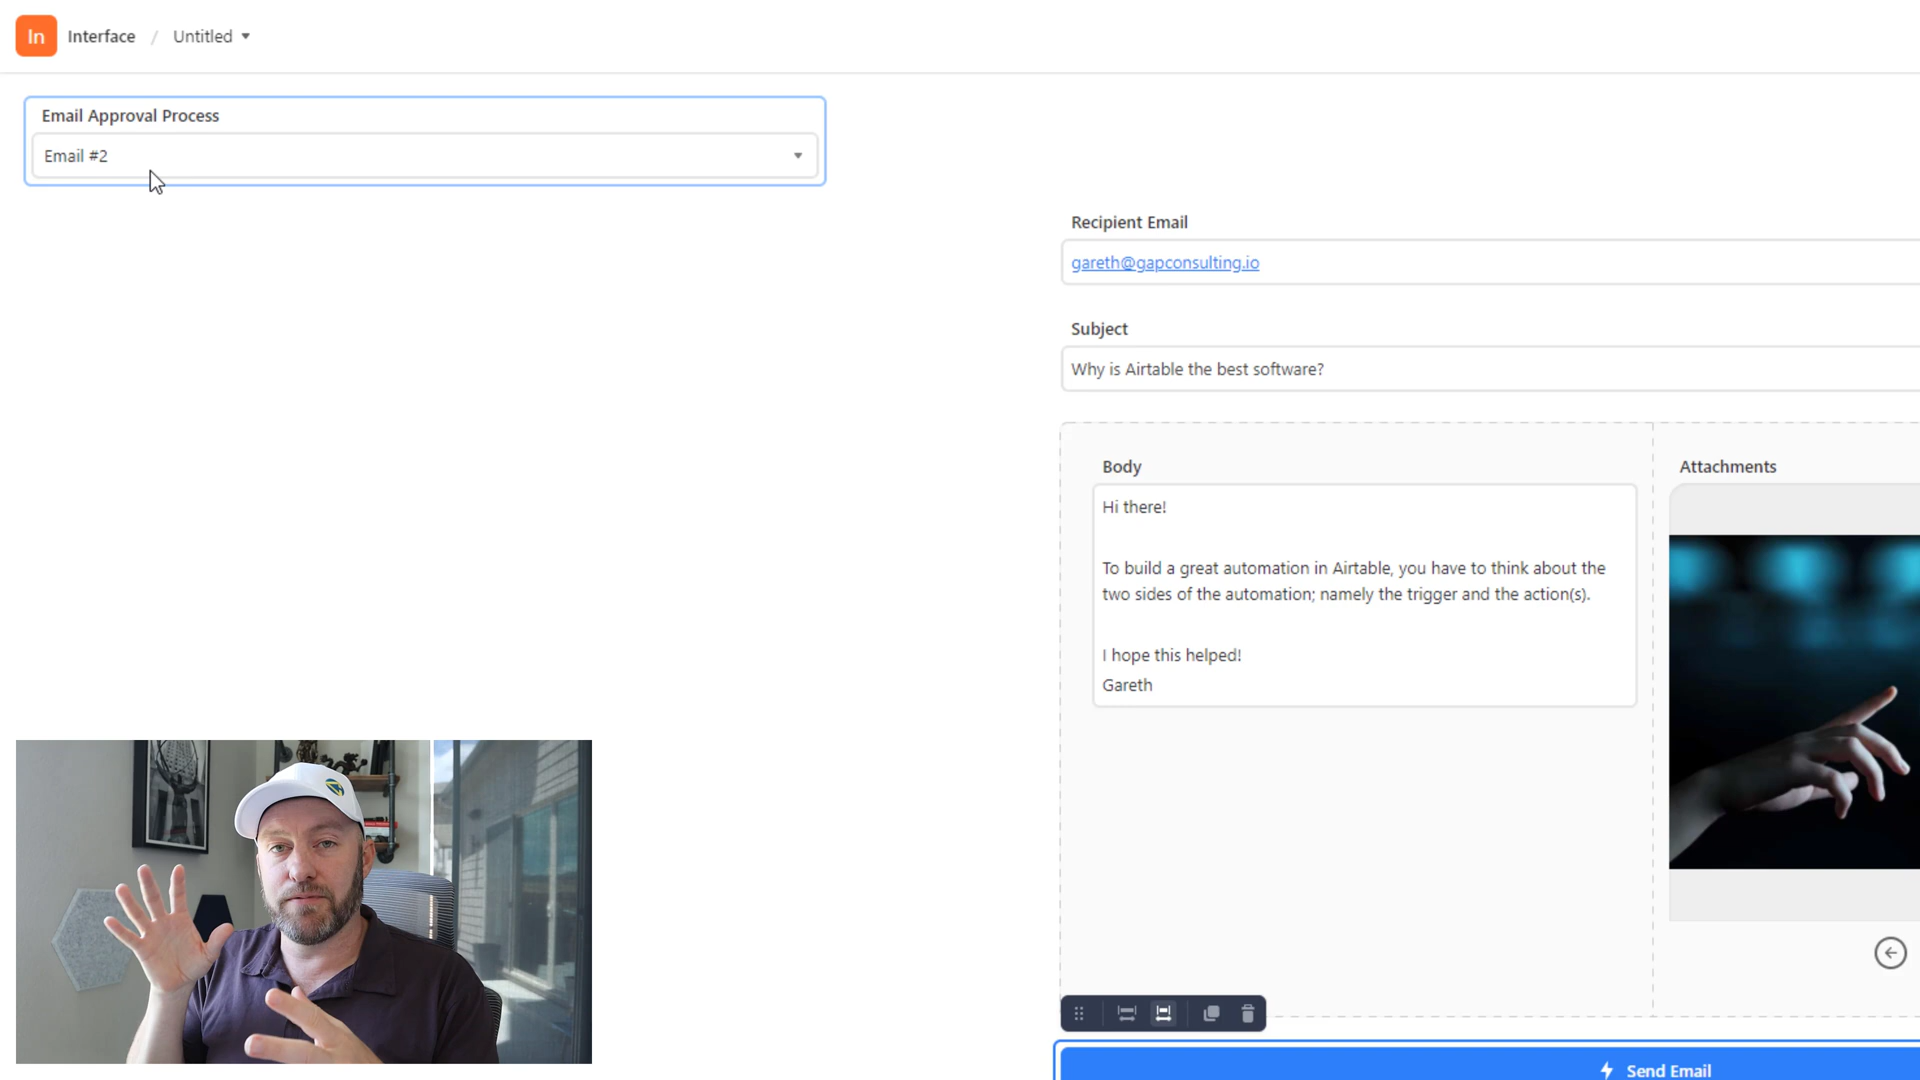 In Interface / Untitled
Email Approval Process
Email #2
Recipient Email
gareth@gapconsulting.io
Subject
Why is Airtable the best software?
Body
Attachments
Hi there!
To build a great automation in Airtable, you have to think about the
two sides of the automation; namely the trigger and the action(s).
I hope this helped!
Gareth
Send Email